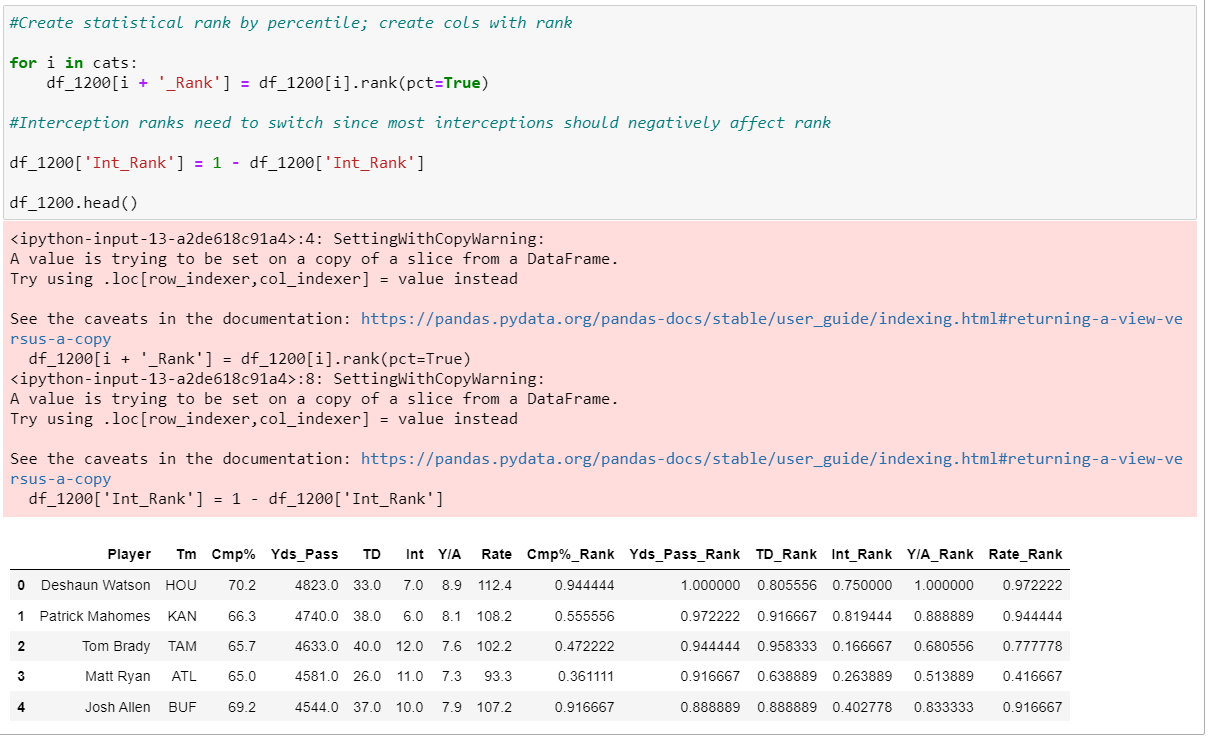 #Create statistical rank by percentile; create cols with rank
for i in cats:
    df_1200[i + '_Rank'] = df_1200[i].rank(pct=True)
#Interception ranks need to switch since most interceptions should negatively affect rank
df_1200['Int_Rank'] = 1 - df_1200['Int_Rank']
df_1200.head()
<ipython-input-13-a2de618c91a4>:4: SettingWithCopyWarning:
A value is trying to be set on a copy of a slice from a DataFrame.
Try using .loc[row_indexer,col_indexer] = value instead
See the caveats in the documentation: https://pandas.pydata.org/pandas-docs/stable/user_guide/indexing.html#returning-a-view-ve
rsus-a-copy
  df_1200[i + '_Rank'] = df_1200[i].rank(pct=True)
<ipython-input-13-a2de618c91a4>:8: SettingWithCopyWarning:
A value is trying to be set on a copy of a slice from a DataFrame.
Try using .loc[row_indexer,col_indexer] = value instead
See the caveats in the documentation: https://pandas.pydata.org/pandas-docs/stable/user_guide/indexing.html#returning-a-view-ve
rsus-a-copy
  df_1200['Int_Rank'] = 1 - df_1200['Int_Rank']
Player Tm Cmp% Yds_Pass TD Int Y/A Rate Cmp%_Rank Yds_Pass_Rank TD_Rank Int_Rank Y/A_Rank Rate_Rank
0 Deshaun Watson HOU 70.2 4823.0 33.0 7.0 8.9 112.4 0.944444 1.000000 0.805556 0.750000 1.000000 0.972222
1 Patrick Mahomes KAN 66.3 4740.0 38.0 6.0 8.1 108.2 0.555556 0.972222 0.916667 0.819444 0.888889 0.944444
2 Tom Brady TAM 65.7 4633.0 40.0 12.0 7.6 102.2 0.472222 0.944444 0.958333 0.166667 0.680556 0.777778
3 Matt Ryan ATL 65.0 4581.0 26.0 11.0 7.3 93.3 0.361111 0.916667 0.638889 0.263889 0.513889 0.416667
4 Josh Allen BUF 69.2 4544.0 37.0 10.0 7.9 107.2 0.916667 0.888889 0.888889 0.402778 0.833333 0.916667